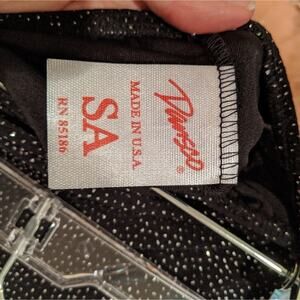 Danskin
®
MADE IN U.S.A.
SA
RN 85186